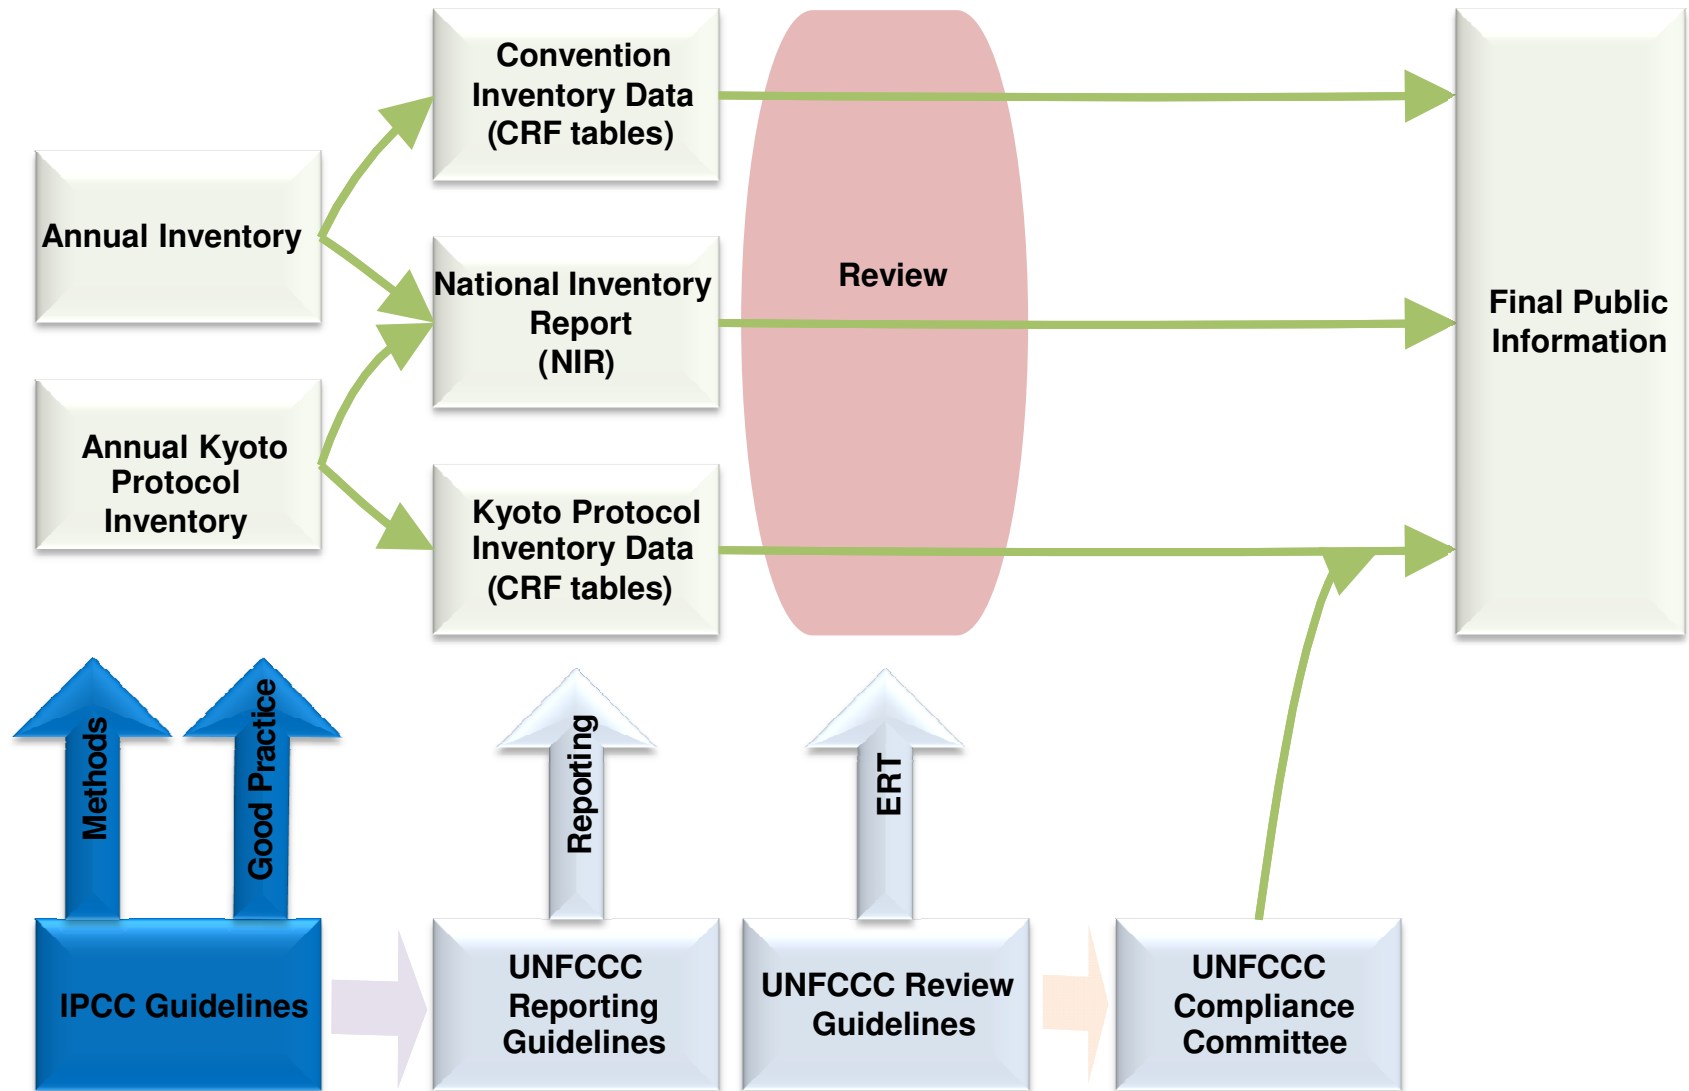 Convention
Inventory Data
(CRF tables)
Annual Inventory
National Inventory
Report
(NIR)
Review
Final Public
Information
Annual Kyoto
Protocol
Inventory
Kyoto Protocol
Inventory Data
(CRF tables)
Methods
Good Practice
Reporting
ERT
IPCC Guidelines
UNFCCC
Reporting
Guidelines
UNFCCC Review
Guidelines
UNFCCC
Compliance
Committee